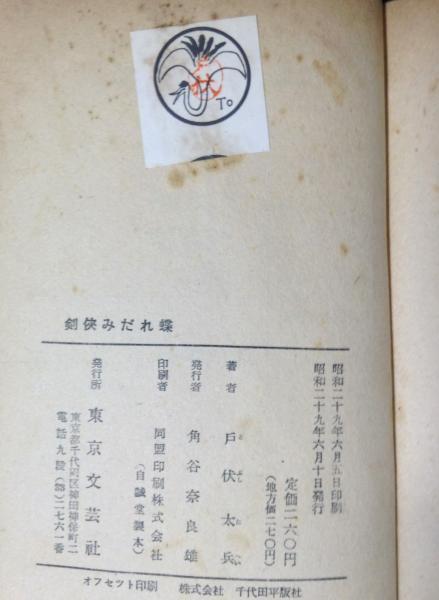 To
剣俠みだれ蝶
昭和二十九年六月五日印刷
昭和二十九年六月十日発行
定価二六〇円
(地方価二七〇円)
著者 戸伏太兵
発行者 角谷奈良雄
印刷者 同盟印刷株式会社
(自誠堂製本)
発行所 東京文芸社
東京都千代田区神田神保町二
電話九段(33)二七六一番
オフセット印刷 株式会社 千代田平版社